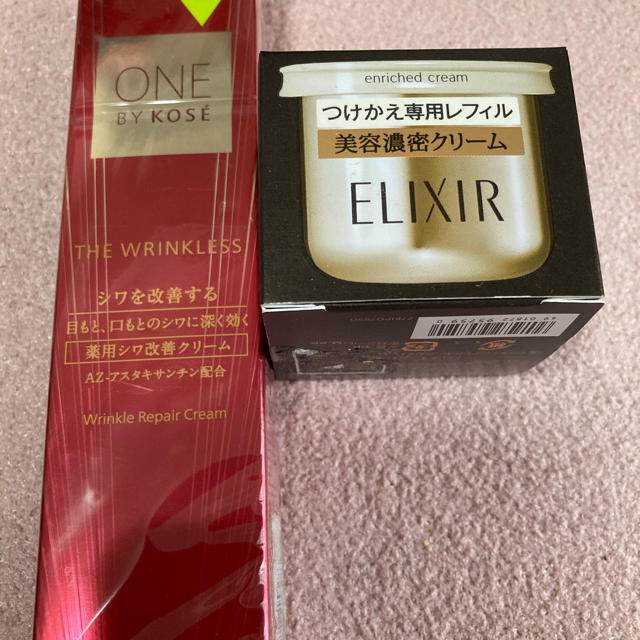 ONE
BY KOSÉ
THE WRINKLESS
シワを改善する
目もと、口もとのシワに深く効く
薬用シワ改善クリーム
AZ-アスタキサンチン配合
Wrinkle Repair Cream
enriched cream
つけかえ専用レフィル
美容濃密クリーム
ELIXIR